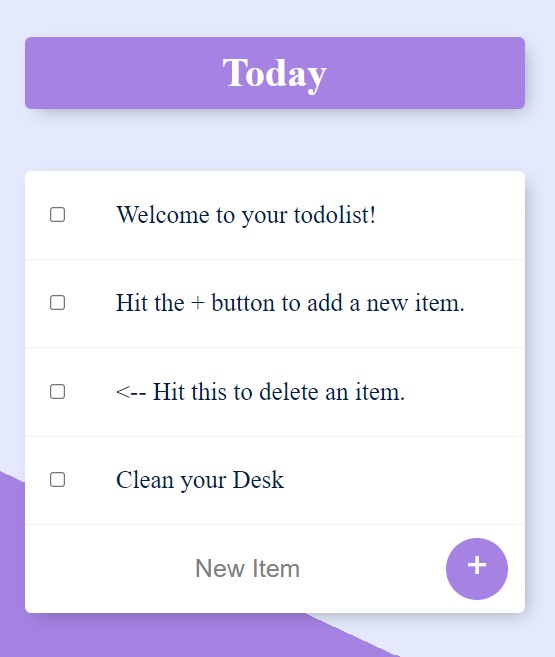 Today
Welcome to your todolist!
Hit the + button to add a new item.
<-- Hit this to delete an item.
Clean your Desk
New Item
+